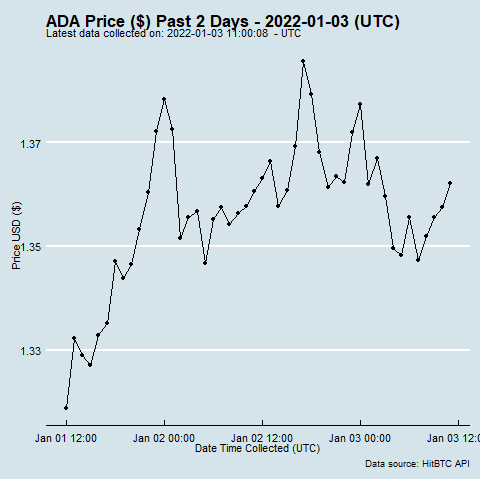 ADA Price ($) Past 2 Days - 2022-01-03 (UTC)
Latest data collected on: 2022-01-03 11:00:08 - UTC
1.37
1.35
1.33
Price USD ($)
Jan 01 12:00 Jan 02 00:00 Jan 02 12:00 Jan 03 00:00 Jan 03 12:00
Date Time Collected (UTC)
Data source: HitBTC API